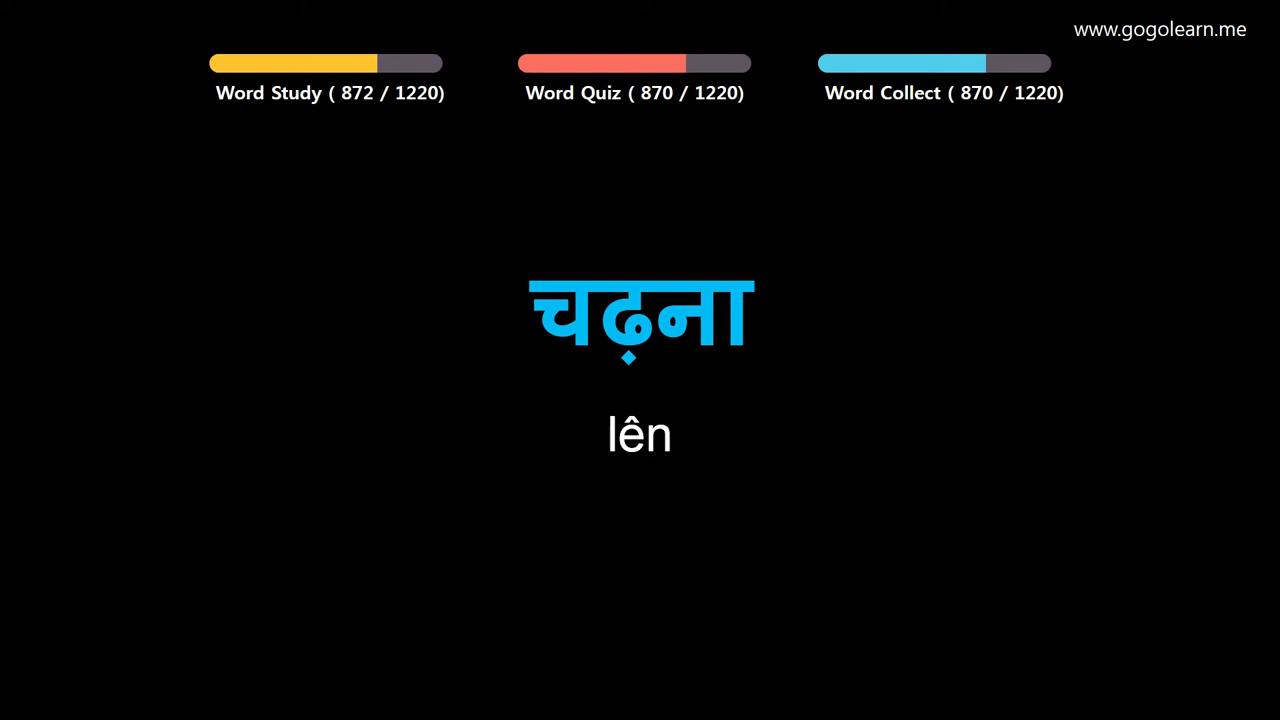 www.gogolearn.me
Word Study ( 872 / 1220)
Word Quiz ( 870 / 1220)
Word Collect ( 870 / 1220)
चढ़ना
lên